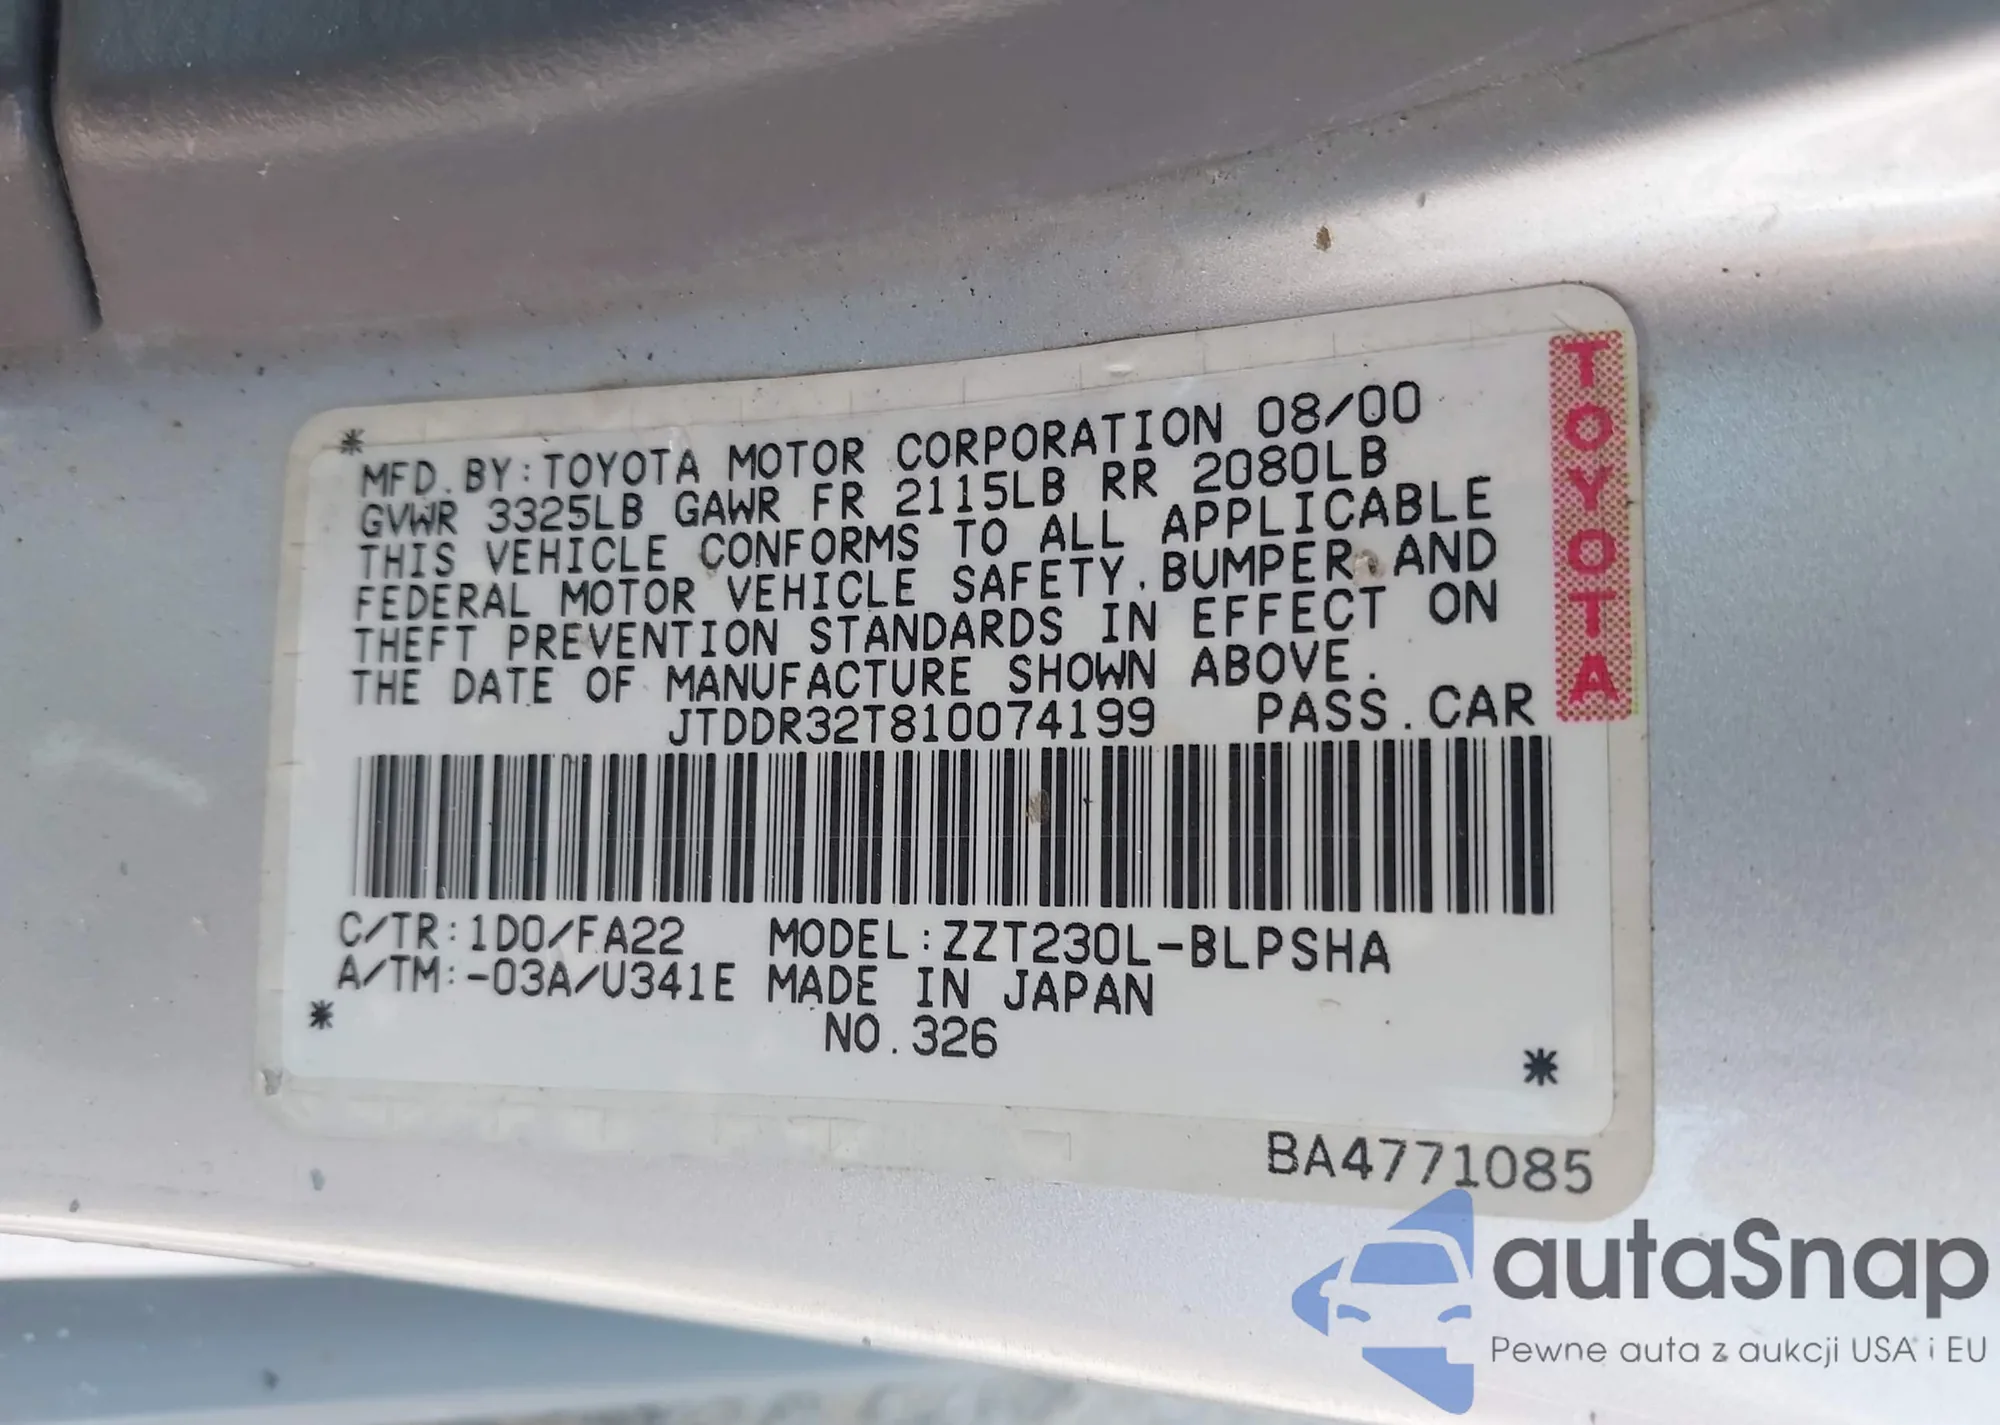 MFD. BY: TOYOTA MOTOR CORPORATION 08/00
GVWR 3325LB GAWR FR 2115LB RR 2080LB
THIS VEHICLE CONFORMS TO ALL APPLICABLE
FEDERAL MOTOR VEHICLE SAFETY, BUMPER AND
THEFT PREVENTION STANDARDS IN EFFECT ON
THE DATE OF MANUFACTURE SHOWN ABOVE.
JTDDR32T810074199 PASS. CAR
TOYOTA
C/TR: 1D0/FA22 MODEL: ZZT230L-BLPSHA
A/TM: -03A/U341E MADE IN JAPAN
NO. 326
BA4771085
autaSnap
Pewne auta z aukcji USA i EU